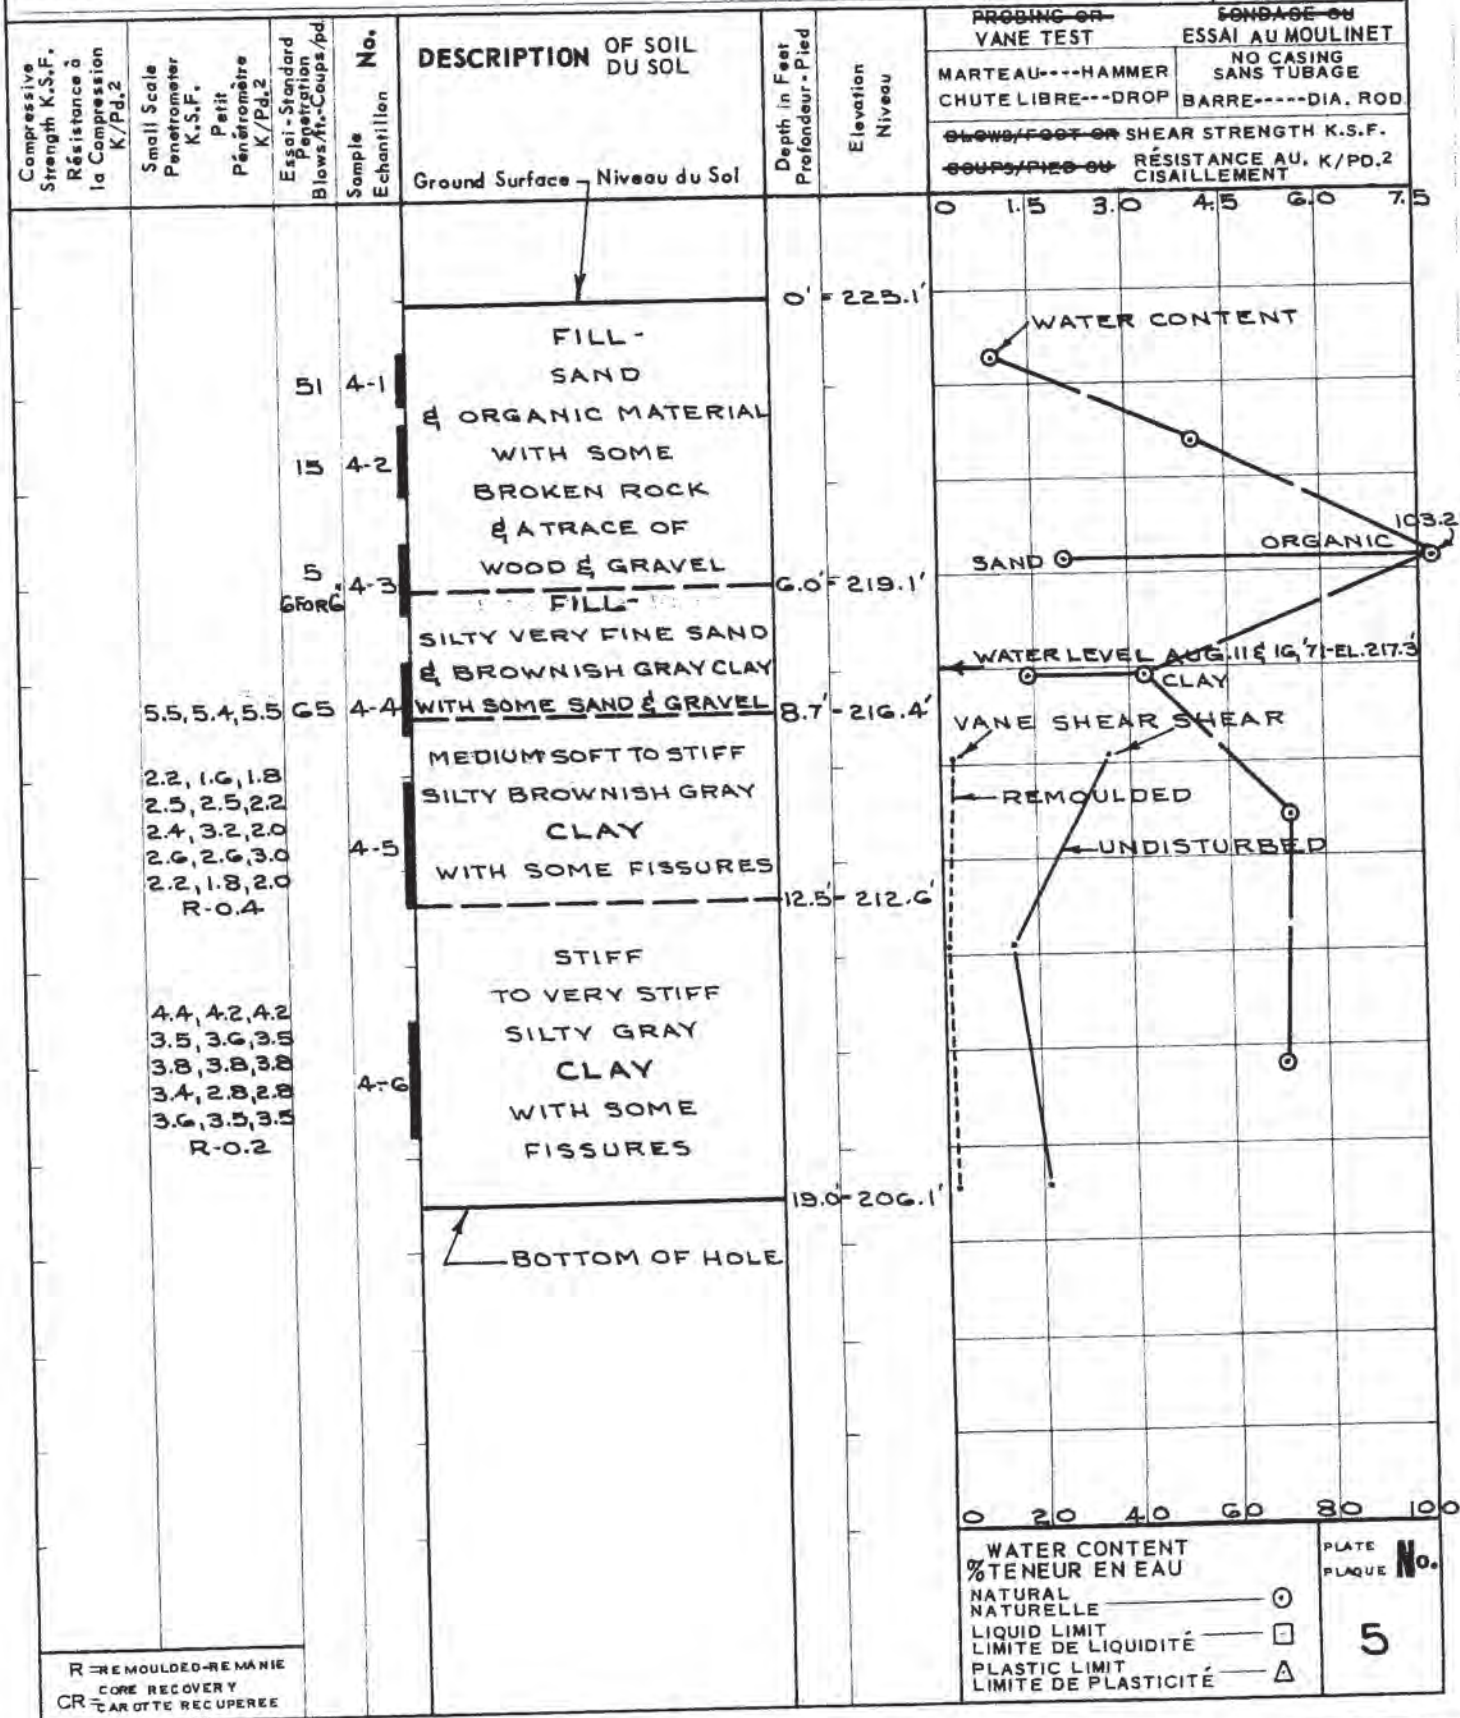 Compressive
Strength K.S.F.
Résistance à
la Compression
K/Pd.2
Small Scale
Penetrometer
K.S.F.
Petit
Pénétromètre
K/Pd.2
Essai-Standard
Penetration
Blows/ft.-Coups/pd.
Sample No.
Echantillon
DESCRIPTION OF SOIL
DU SOL
Ground Surface Niveau du Sol
Depth in Feet
Profondeur-Pied
Elevation
Niveau
PROBING OR
VANE TEST
SONDAGE OU
ESSAI AU MOULINET
MARTEAU----HAMMER
CHUTE LIBRE---DROP
NO CASING
SANS TUBAGE
BARRE-----DIA. ROD
BLOWS/FOOT OR SHEAR STRENGTH K.S.F.
COUPS/PIED OU RÉSISTANCE AU. K/PD.2
CISAILLEMENT
0 1.5 3.0 4.5 6.0 7.5
0' - 225.1'
FILL-
SAND
& ORGANIC MATERIAL
WITH SOME
BROKEN ROCK
& A TRACE OF
WOOD & GRAVEL
51 4-1
15 4-2
5 4-3
6FOR6"
6.0' - 219.1'
WATER CONTENT
103.2
ORGANIC
SAND
FILL-
SILTY VERY FINE SAND
& BROWNISH GRAY CLAY
WITH SOME SAND & GRAVEL
5.5, 5.4, 5.5 65 4-4
8.7' - 216.4'
WATER LEVEL AUG. 11 & 16, '71-EL. 217.3'
CLAY
VANE SHEAR SHEAR
REMOULDED
UNDISTURBED
MEDIUM SOFT TO STIFF
SILTY BROWNISH GRAY
CLAY
WITH SOME FISSURES
2.2, 1.6, 1.8
2.5, 2.5, 2.2
2.4, 3.2, 2.0
2.6, 2.6, 3.0
2.2, 1.8, 2.0
R-0.4
4-5
12.5' - 212.6'
STIFF
TO VERY STIFF
SILTY GRAY
CLAY
WITH SOME
FISSURES
4.4, 4.2, 4.2
3.5, 3.6, 3.5
3.8, 3.8, 3.8
3.4, 2.8, 2.8
3.6, 3.5, 3.5
R-0.2
4-6
19.0' - 206.1'
BOTTOM OF HOLE
0 20 40 60 80 100
WATER CONTENT
% TENEUR EN EAU
NATURAL
NATURELLE
LIQUID LIMIT
LIMITE DE LIQUIDITÉ
PLASTIC LIMIT
LIMITE DE PLASTICITÉ
PLATE
PLAQUE No.
5
R = REMOULDED-REMANIE
CORE RECOVERY
CR = CAROTTE RECUPEREE